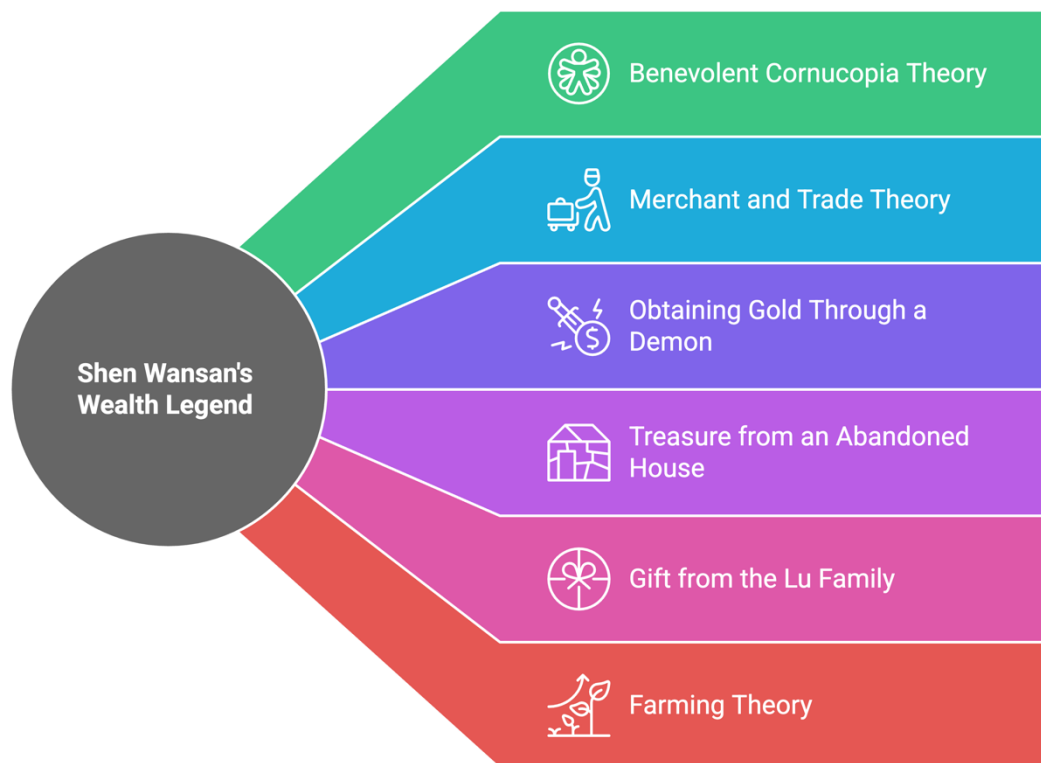 Benevolent Cornucopia Theory
Merchant and Trade Theory
Obtaining Gold Through a
Demon
Shen Wansan's
Wealth Legend
Treasure from an Abandoned
House
Gift from the Lu Family
Farming Theory